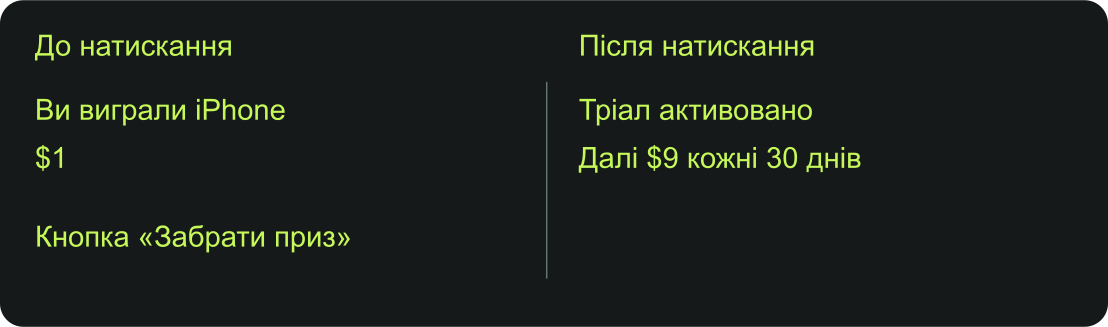 До натискання
Ви виграли iPhone
$1
Кнопка «Забрати приз»
Після натискання
Тріал активовано
Далі $9 кожні 30 днів